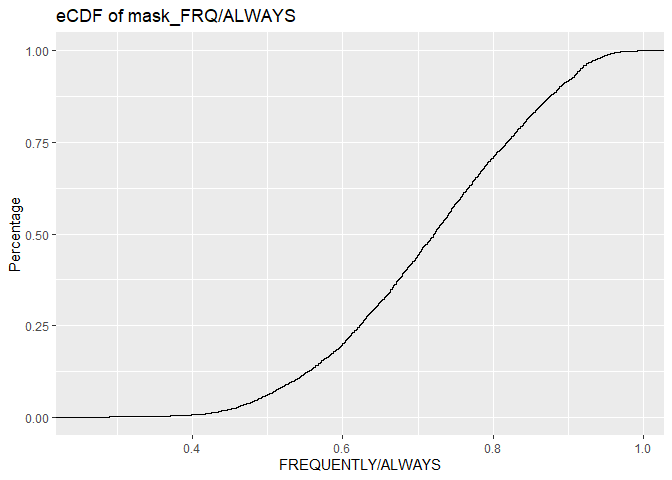 eCDF of mask_FRQ/ALWAYS
1.00
0.75
0.50
0.25
0.00
Percentage
0.4 0.6 0.8 1.0
FREQUENTLY/ALWAYS